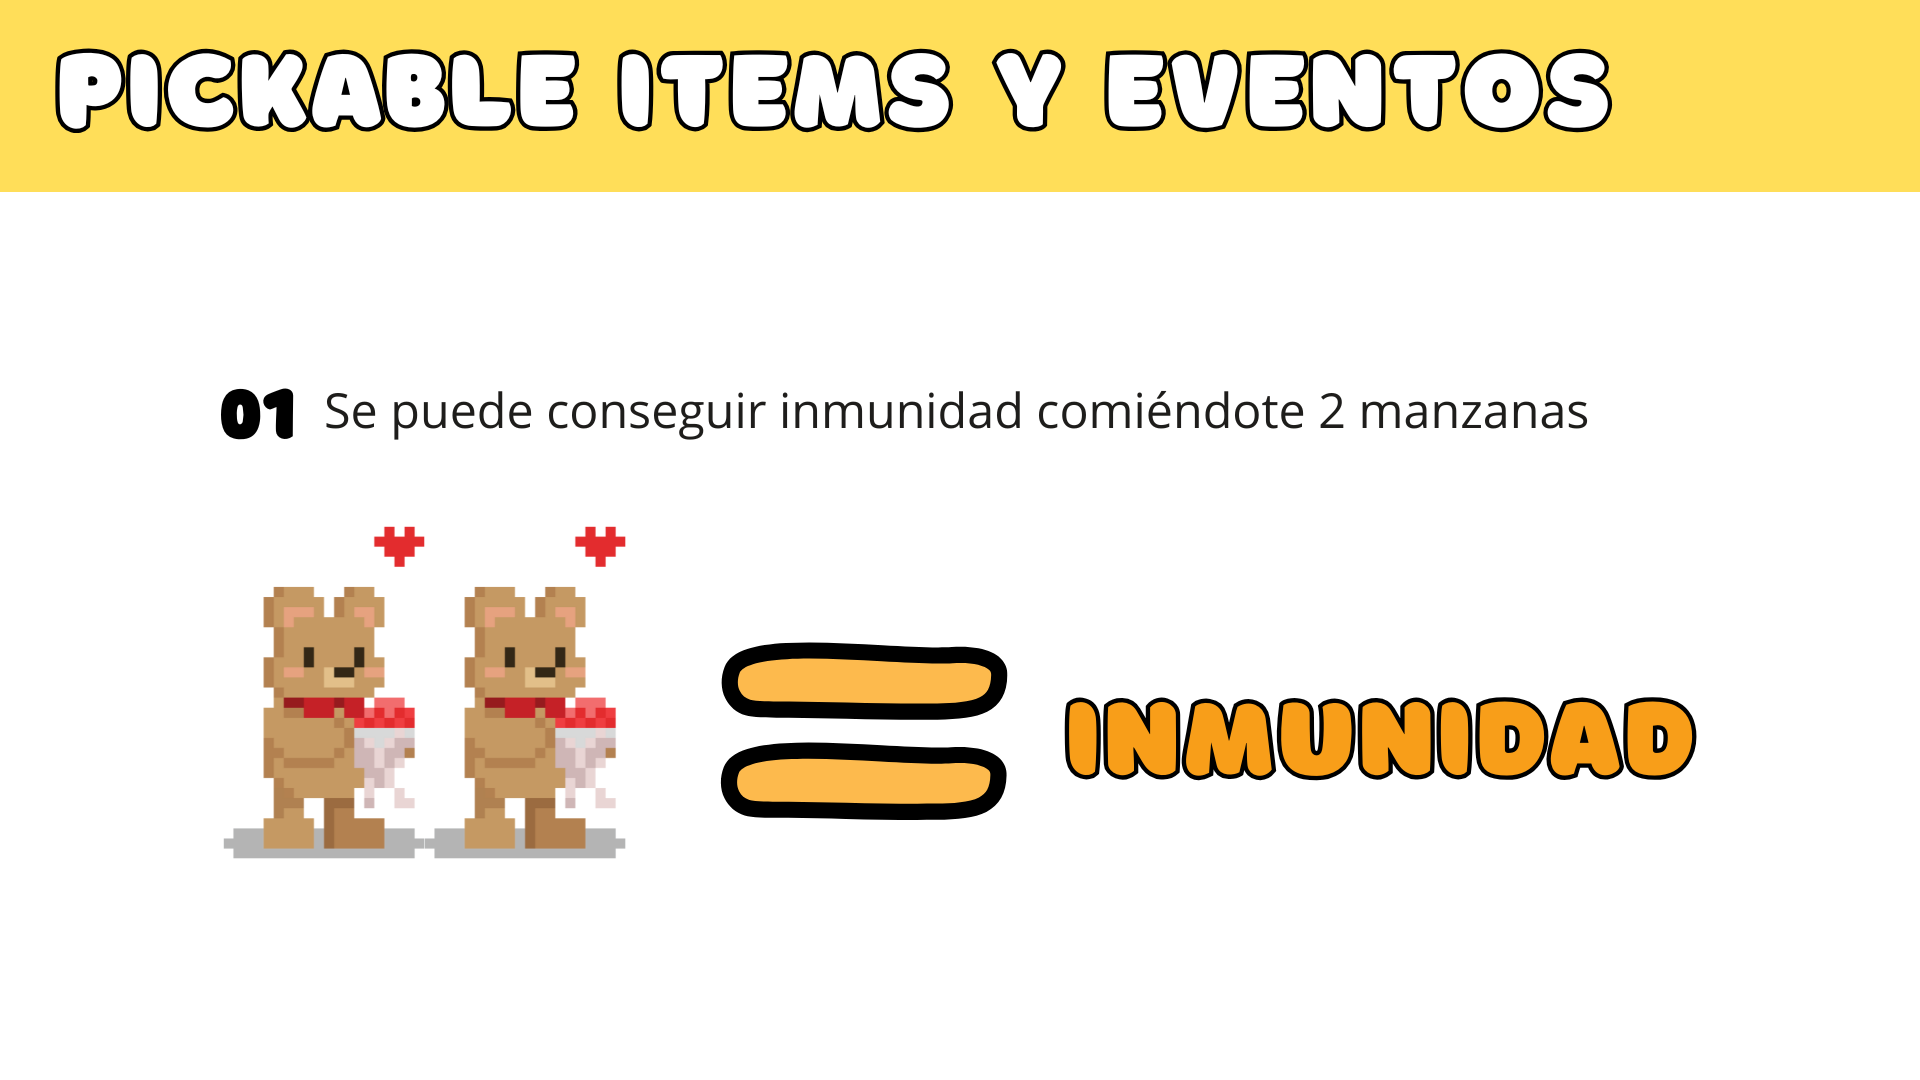 PICKABLE ITEMS Y EVENTOS
01 Se puede conseguir inmunidad comiéndote 2 manzanas
INMUNIDAD